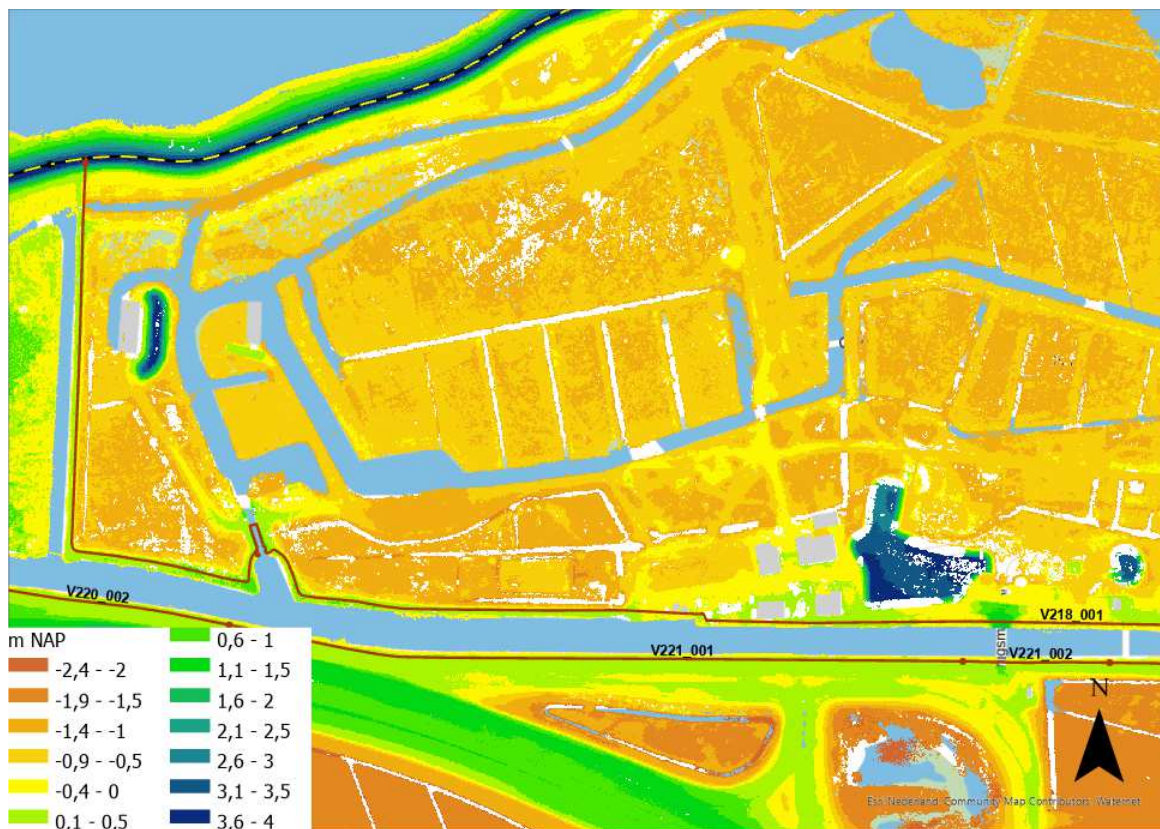 V220_002
V218_001
V221_001
V221_002
m NAP
-2,4 - -2
-1,9 - -1,5
-1,4 - -1
-0,9 - -0,5
-0,4 - 0
0,1 - 0,5
0,6 - 1
1,1 - 1,5
1,6 - 2
2,1 - 2,5
2,6 - 3
3,1 - 3,5
3,6 - 4
N
Esri Nederland, Community Map Contributors, Waternet